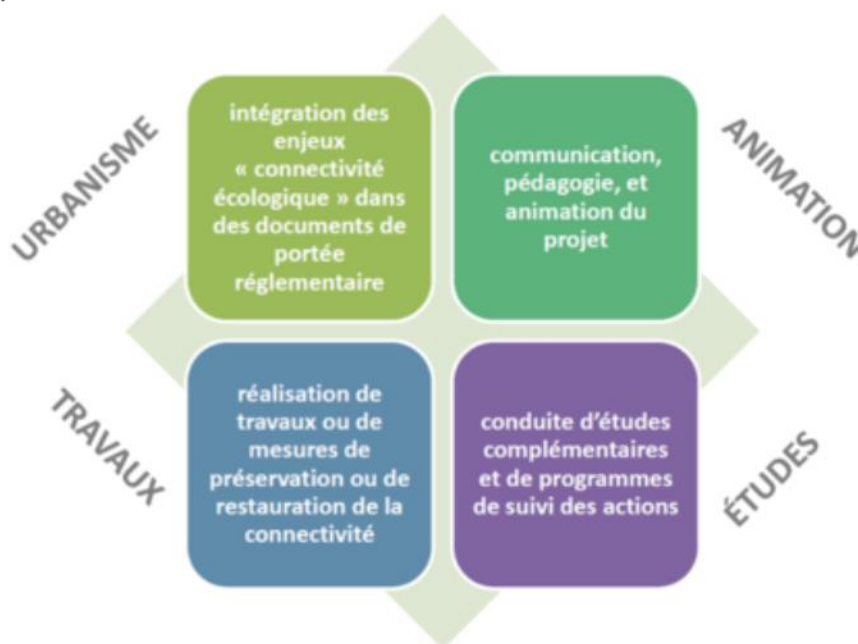 URBANISME
intégration des
enjeux
« connectivité
écologique » dans
des documents de
portée
réglementaire
communication,
pédagogie, et
animation du
projet
ANIMATION
TRAVAUX
réalisation de
travaux ou de
mesures de
préservation ou de
restauration de la
connectivité
conduite d'études
complémentaires
et de programmes
de suivi des actions
ÉTUDES